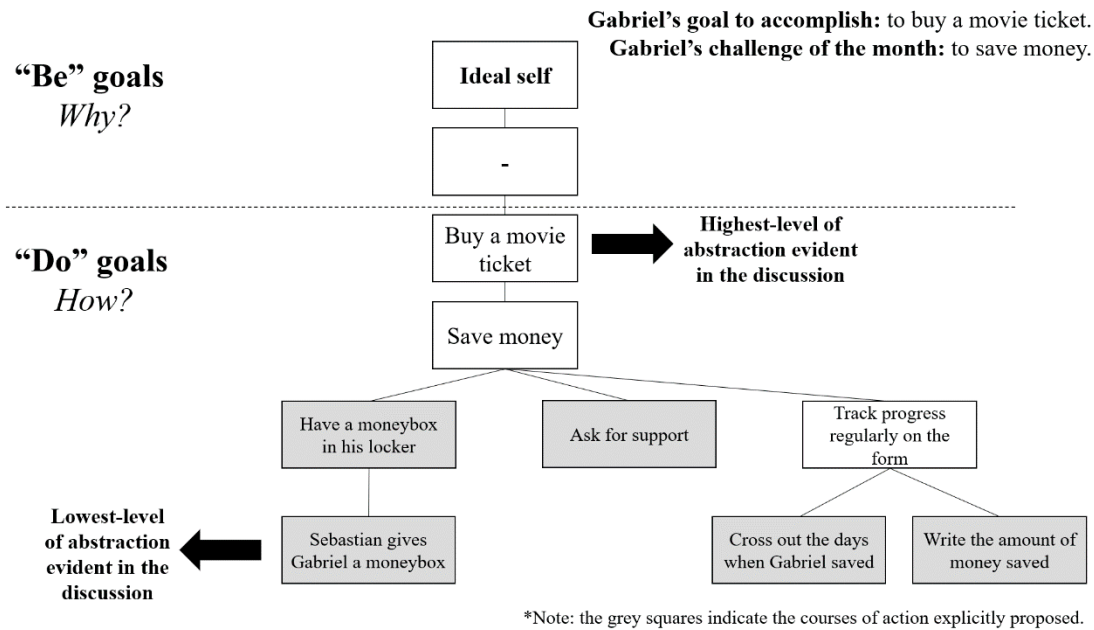 Gabriel’s goal to accomplish: to buy a movie ticket.
Gabriel’s challenge of the month: to save money.
“Be” goals
Why?
Ideal self
-
“Do” goals
How?
Buy a movie
ticket
Highest-level of
abstraction evident
in the discussion
Save money
Have a moneybox
in his locker
Ask for support
Track progress
regularly on the
form
Lowest-level
of abstraction
evident in the
discussion
Sebastian gives
Gabriel a moneybox
Cross out the days
when Gabriel saved
Write the amount of
money saved
*Note: the grey squares indicate the courses of action explicitly proposed.